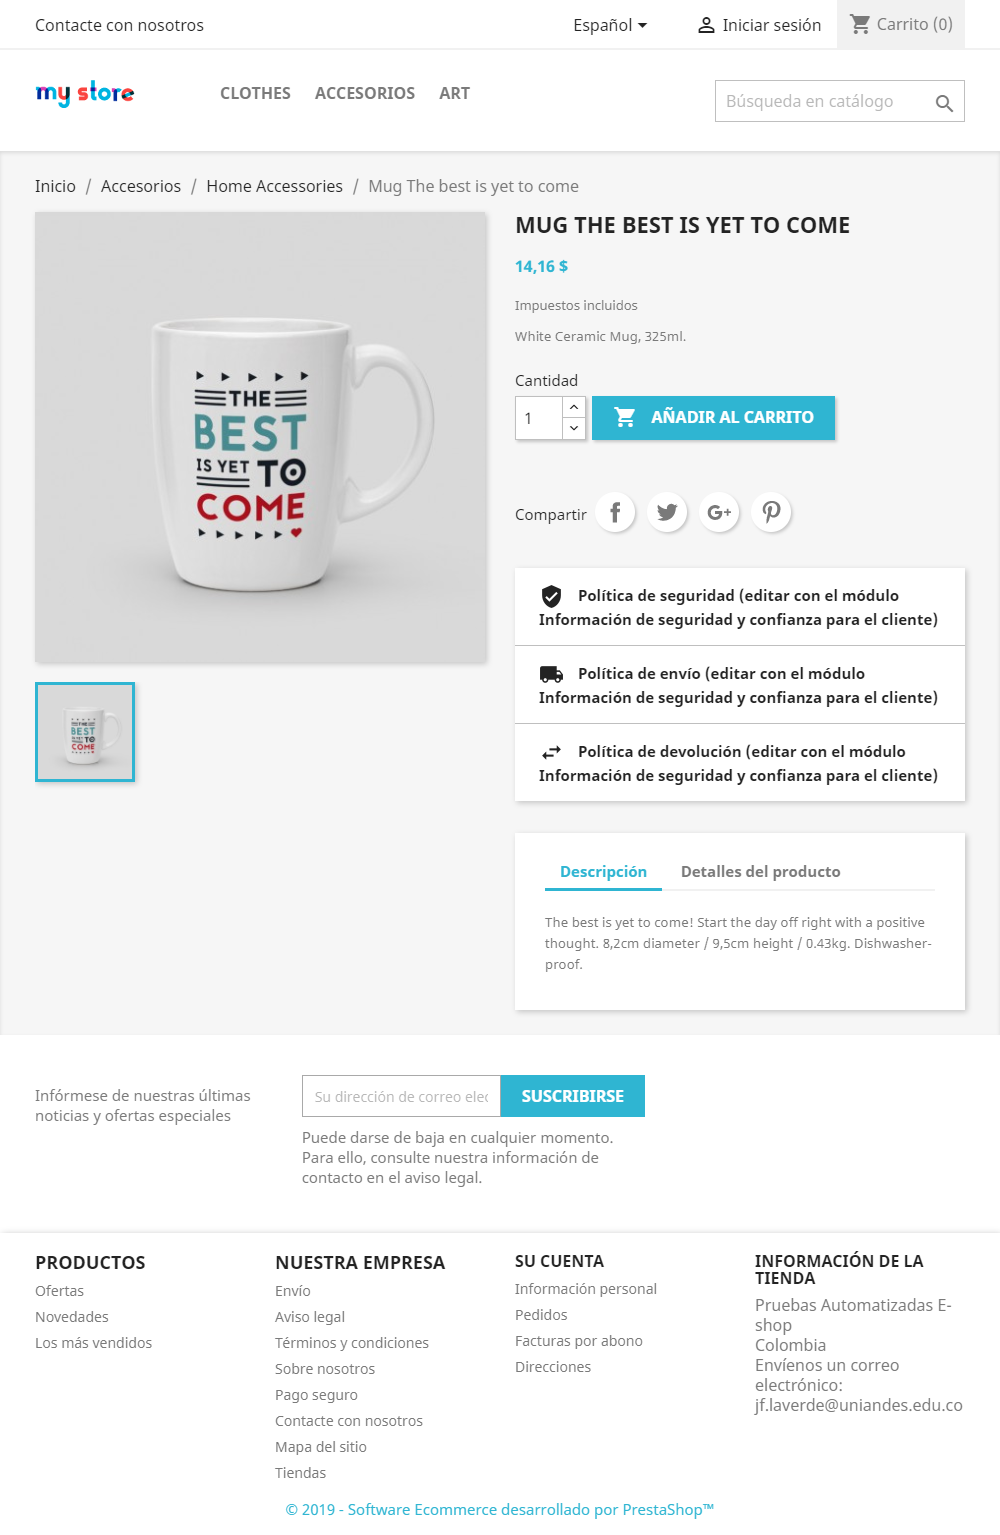 Contacte con nosotros
Español
Iniciar sesión
Carrito (0)
my store
CLOTHES
ACCESORIOS
ART
Búsqueda en catálogo
Inicio / Accesorios / Home Accessories / Mug The best is yet to come
THE
BEST
IS YET TO
COME
THE
BEST
IS YET TO
COME
MUG THE BEST IS YET TO COME
14,16 $
Impuestos incluidos
White Ceramic Mug, 325ml.
Cantidad
1
AÑADIR AL CARRITO
Compartir
Política de seguridad (editar con el módulo
Información de seguridad y confianza para el cliente)
Política de envío (editar con el módulo
Información de seguridad y confianza para el cliente)
Política de devolución (editar con el módulo
Información de seguridad y confianza para el cliente)
Descripción
Detalles del producto
The best is yet to come! Start the day off right with a positive
thought. 8,2cm diameter / 9,5cm height / 0.43kg. Dishwasher-
proof.
Infórmese de nuestras últimas
noticias y ofertas especiales
Su dirección de correo elec
SUSCRIBIRSE
Puede darse de baja en cualquier momento.
Para ello, consulte nuestra información de
contacto en el aviso legal.
PRODUCTOS
Ofertas
Novedades
Los más vendidos
NUESTRA EMPRESA
Envío
Aviso legal
Términos y condiciones
Sobre nosotros
Pago seguro
Contacte con nosotros
Mapa del sitio
Tiendas
SU CUENTA
Información personal
Pedidos
Facturas por abono
Direcciones
INFORMACIÓN DE LA
TIENDA
Pruebas Automatizadas E-
shop
Colombia
Envíenos un correo
electrónico:
jf.laverde@uniandes.edu.co
© 2019 - Software Ecommerce desarrollado por PrestaShop™